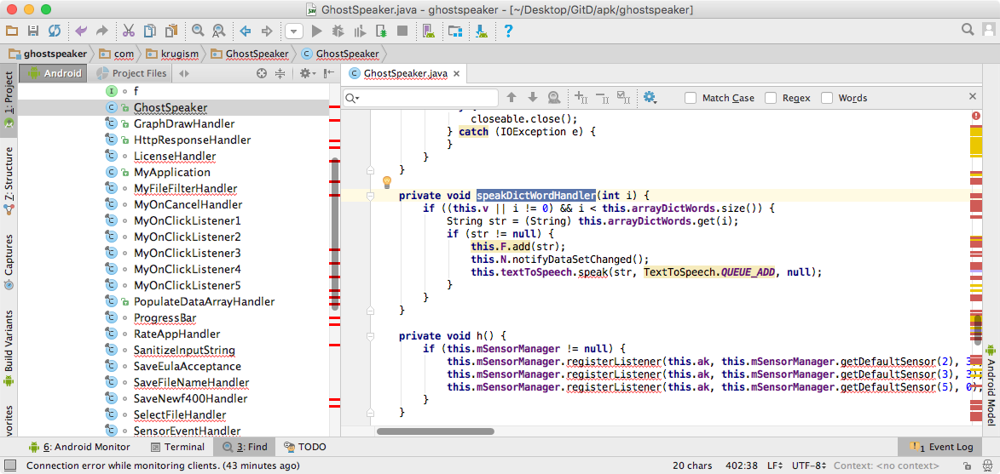 GhostSpeaker.java - ghostspeaker - [~/Desktop/GitD/apk/ghostspeaker]
ghostspeaker com krugism GhostSpeaker GhostSpeaker
1: Project
Z: Structure
Captures
Build Variants
vorites
Android Project Files
f
GhostSpeaker
GraphDrawHandler
HttpResponseHandler
LicenseHandler
MyApplication
MyFileFilterHandler
MyOnCancelHandler
MyOnClickListener1
MyOnClickListener2
MyOnClickListener3
MyOnClickListener4
MyOnClickListener5
PopulateDataArrayHandler
ProgressBar
RateAppHandler
SanitizeInputString
SaveEulaAcceptance
SaveFileNameHandler
SaveNewf400Handler
SelectFileHandler
SensorEventHandler
GhostSpeaker.java
Match Case Regex Words
closeable.close();
} catch (IOException e) {
}
}
}
private void speakDictWordHandler(int i) {
if ((this.v || i != 0) && i < this.arrayDictWords.size()) {
String str = (String) this.arrayDictWords.get(i);
if (str != null) {
this.F.add(str);
this.N.notifyDataSetChanged();
this.textToSpeech.speak(str, TextToSpeech.QUEUE_ADD, null);
}
}
}
private void h() {
if (this.mSensorManager != null) {
this.mSensorManager.registerListener(this.ak, this.mSensorManager.getDefaultSensor(2), 3
this.mSensorManager.registerListener(this.ak, this.mSensorManager.getDefaultSensor(3), 3
this.mSensorManager.registerListener(this.ak, this.mSensorManager.getDefaultSensor(5), 0
}
}
Android Model
6: Android Monitor Terminal 3: Find TODO 1 Event Log
Connection error while monitoring clients. (43 minutes ago) 20 chars 402:38 LF UTF-8 Context: <no context>